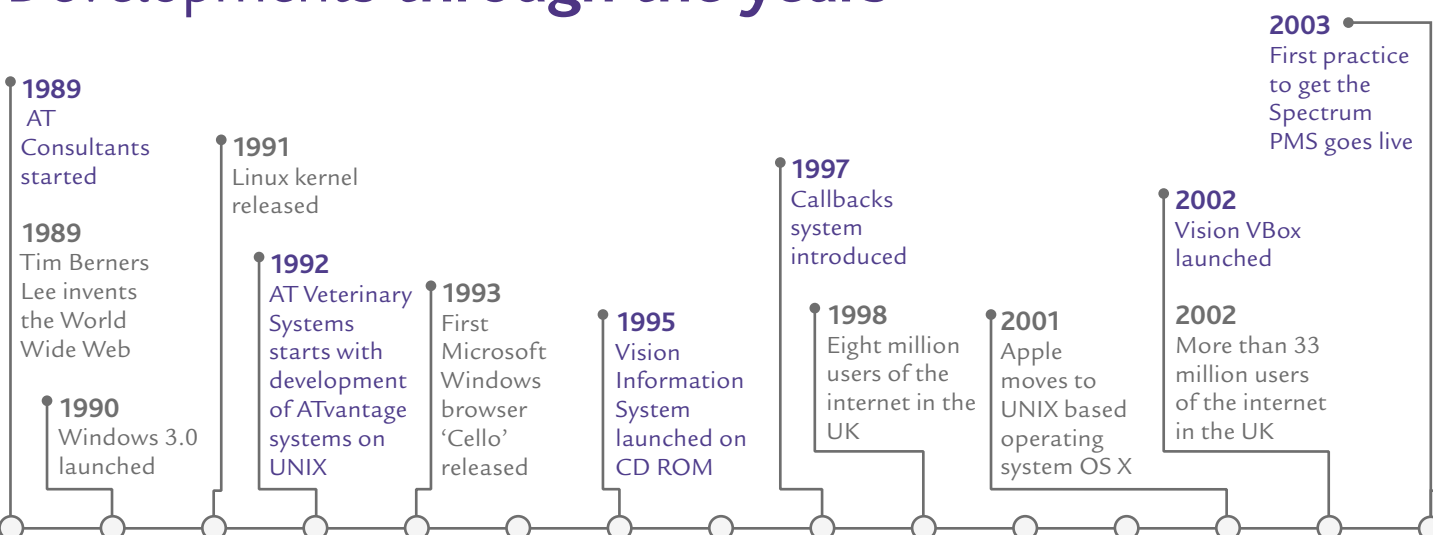 Developments through the years
1989
AT
Consultants
started
1989
Tim Berners
Lee invents
the World
Wide Web
1990
Windows 3.0
launched
1991
Linux kernel
released
1992
AT Veterinary
Systems
starts with
development
of ATvantage
systems on
UNIX
1993
First
Microsoft
Windows
browser
‘Cello’
released
1995
Vision
Information
System
launched on
CD ROM
1997
Callbacks
system
introduced
1998
Eight million
users of the
internet in the
UK
2001
Apple
moves to
UNIX based
operating
system OS X
2002
Vision VBox
launched
2002
More than 33
million users
of the internet
in the UK
2003
First practice
to get the
Spectrum
PMS goes live